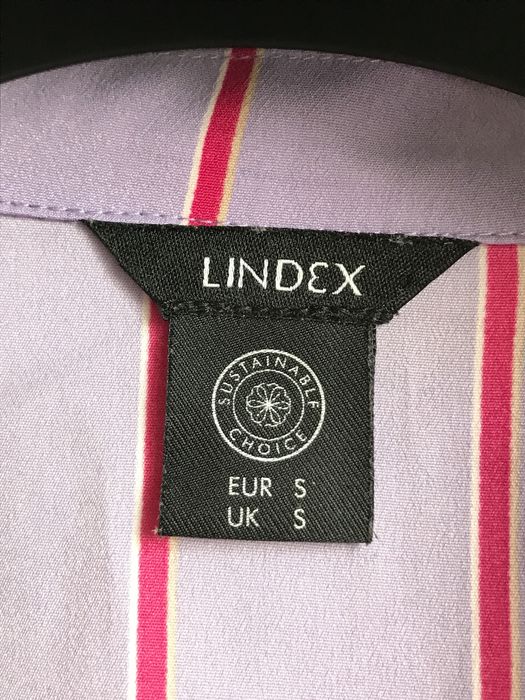 LINDEX
SUSTAINABLE
CHOICE
EUR S
UK S